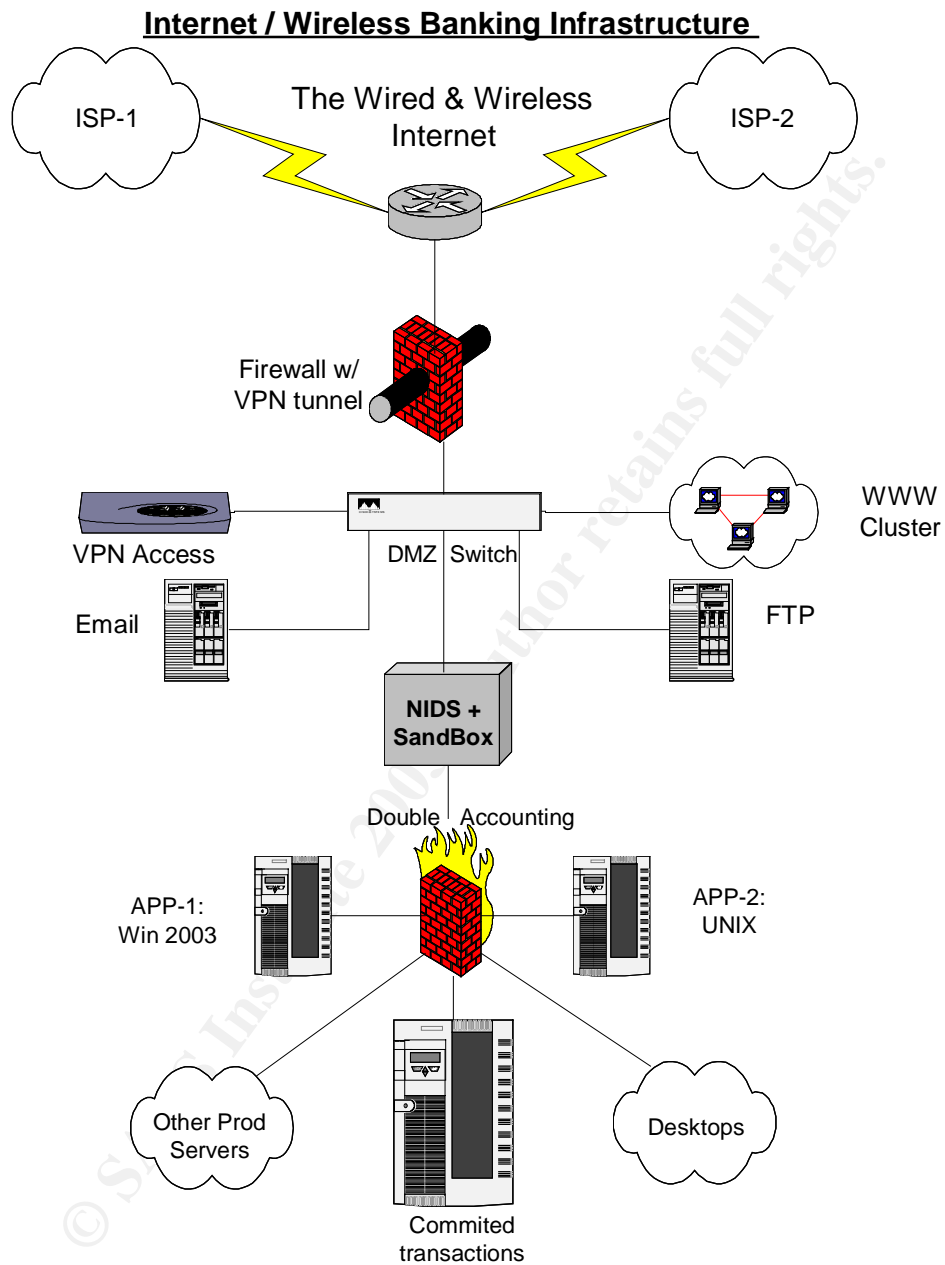 Internet / Wireless Banking Infrastructure
ISP-1
The Wired & Wireless
Internet
ISP-2
Firewall w/
VPN tunnel
VPN Access
DMZ Switch
WWW
Cluster
Email
FTP
NIDS +
SandBox
Double Accounting
APP-1:
Win 2003
APP-2:
UNIX
Other Prod
Servers
Desktops
Commited
transactions